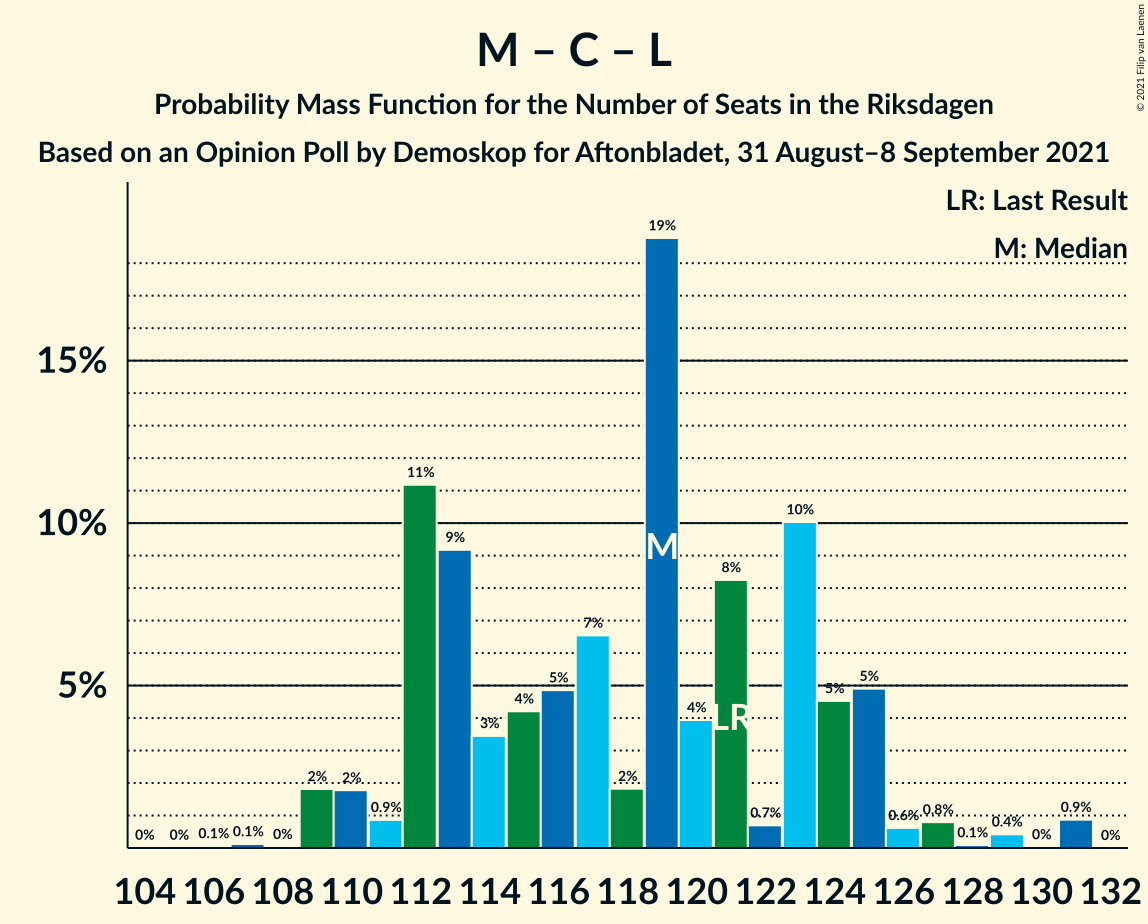 M – C – L
Probability Mass Function for the Number of Seats in the Riksdagen
Based on an Opinion Poll by Demoskop for Aftonbladet, 31 August–8 September 2021
© 2021 Filip van Laenen
LR: Last Result
M: Median
15%
10%
5%
0% 0% 0.1% 0.1% 0% 2% 2% 0.9% 11% 9% 3% 4% 5% 7% 2% 19% 4% 8% 0.7% 10% 5% 5% 0.6% 0.8% 0.1% 0.4% 0% 0.9% 0%
M
LR
104 106 108 110 112 114 116 118 120 122 124 126 128 130 132